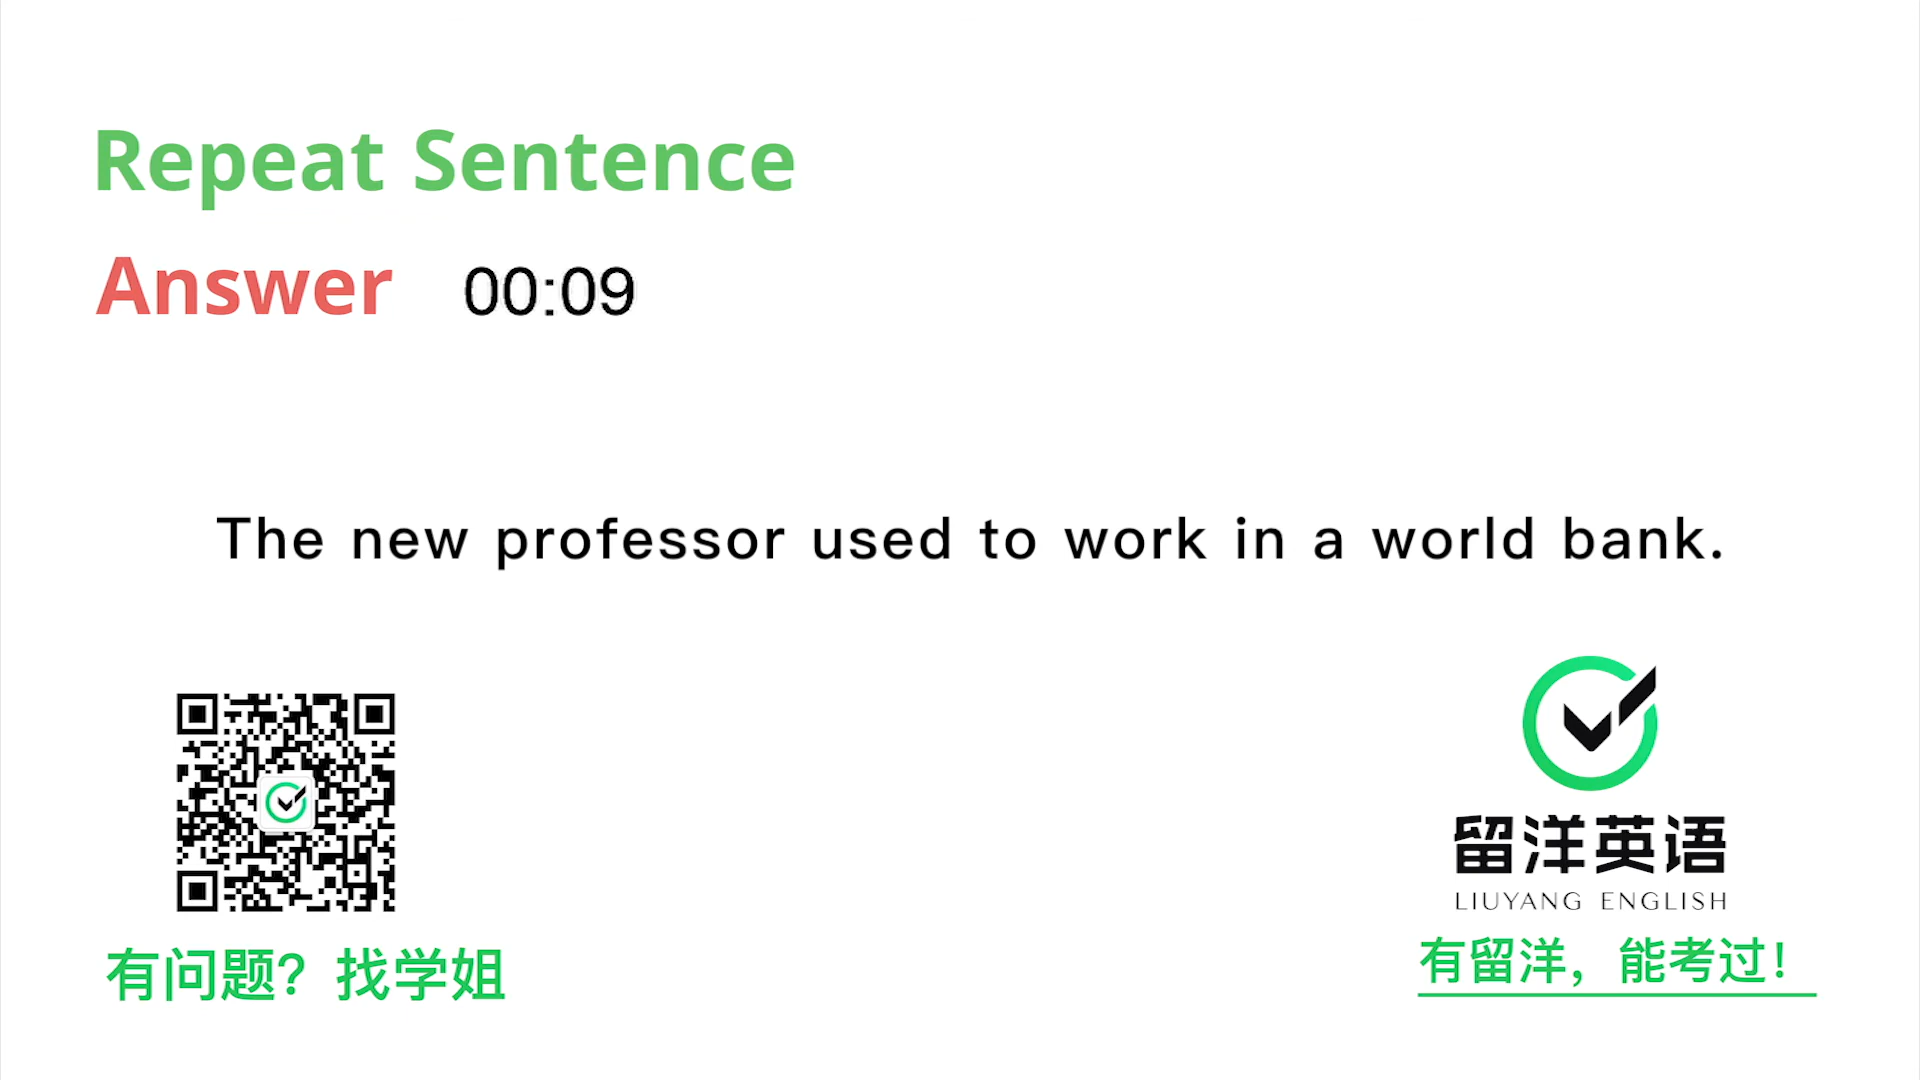 Repeat Sentence
Answer 00:09
The new professor used to work in a world bank.
留洋英语
LIUYANG ENGLISH
有问题？找学姐
有留洋，能考过！